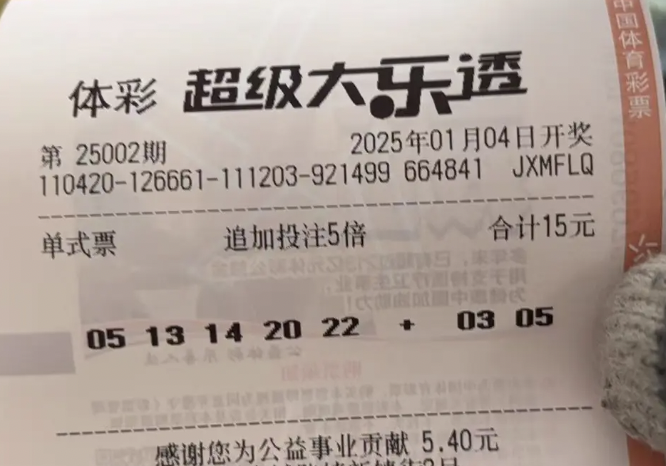 中国体育彩票
体彩 超级大乐透
第 25002期 2025年01月04日开奖
110420-126661-111203-921499 664841 JXMFLQ
单式票 追加投注5倍 合计15元
05 13 14 20 22 + 03 05
感谢您为公益事业贡献 5.40元